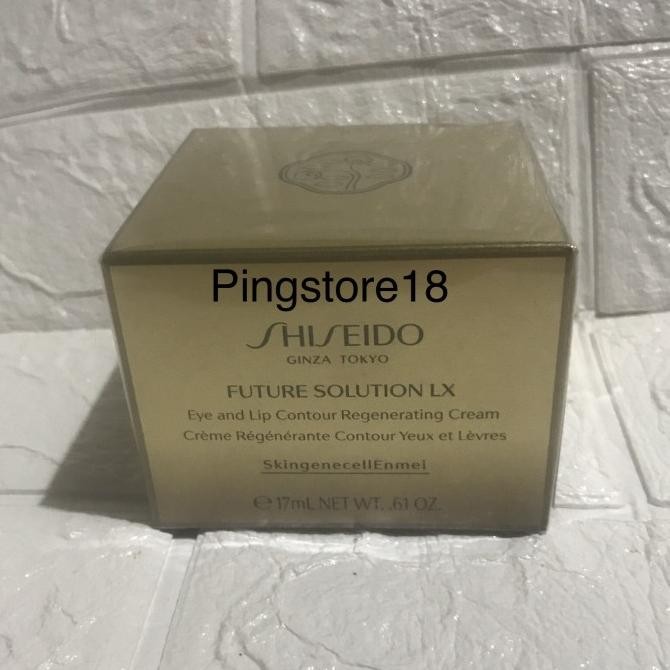 Pingstore18
SHISEIDO
GINZA TOKYO
FUTURE SOLUTION LX
Eye and Lip Contour Regenerating Cream
Crème Régénérante Contour Yeux et Lèvres
SkingenecellEnmei
℮ 17mL NET WT. .61 OZ.